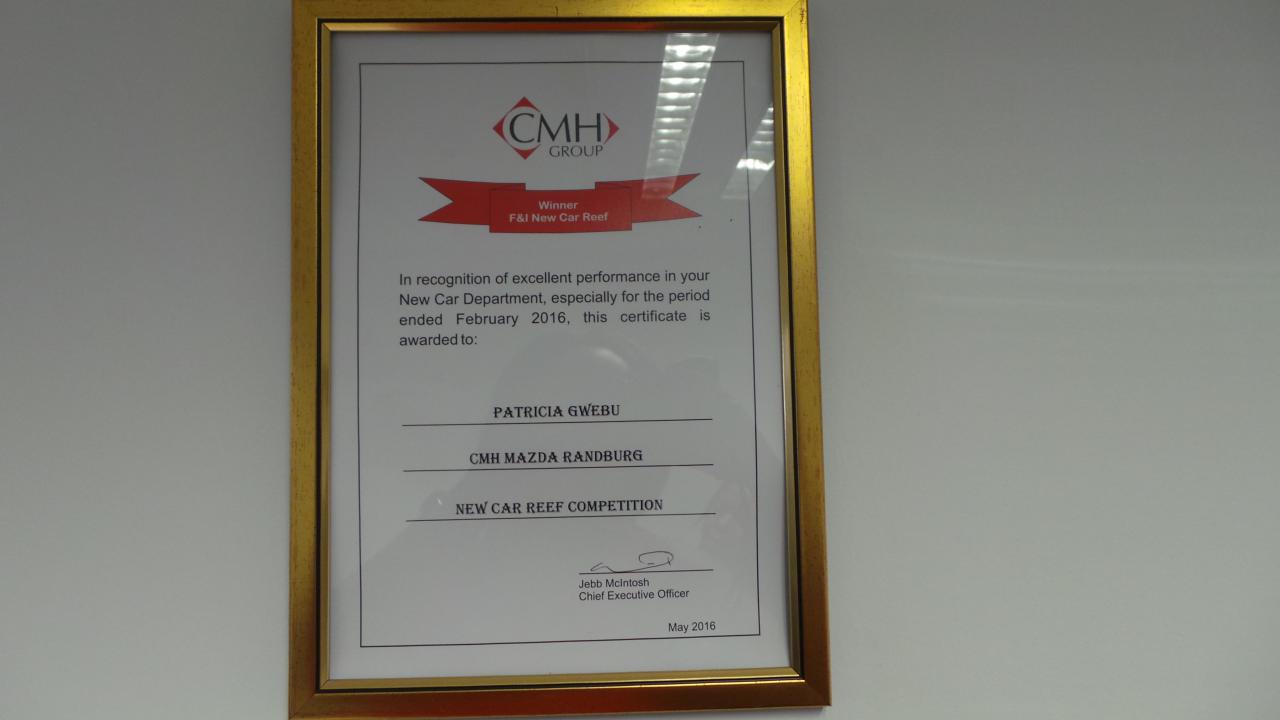 CMH
GROUP
Winner
F&I New Car Reef
In recognition of excellent performance in your
New Car Department, especially for the period
ended February 2016, this certificate is
awarded to:
PATRICIA GWEBU
CMH MAZDA RANDBURG
NEW CAR REEF COMPETITION
Jebb McIntosh
Chief Executive Officer
May 2016